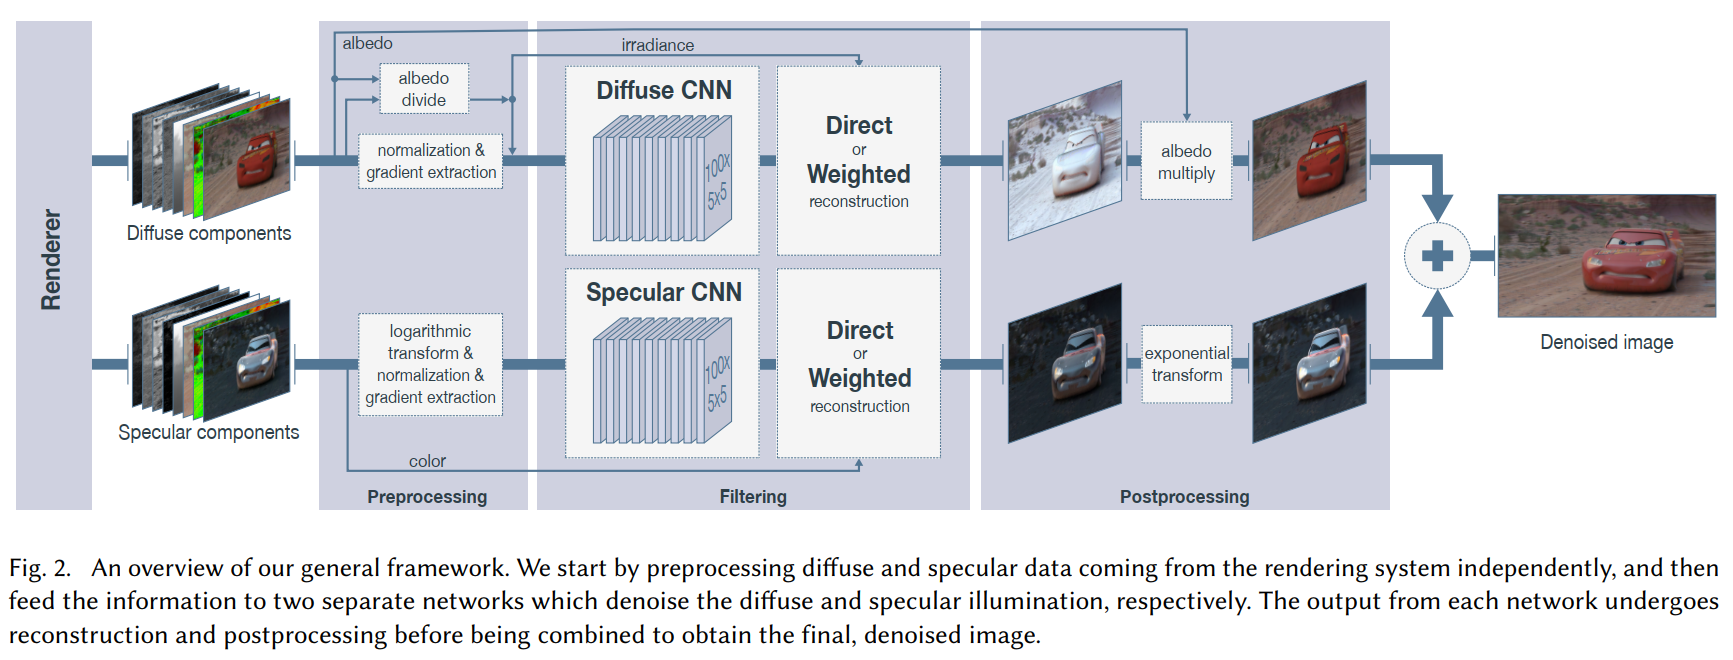 Renderer
Diffuse components
Specular components
albedo
albedo
divide
normalization &
gradient extraction
logarithmic
transform &
normalization &
gradient extraction
color
Preprocessing
irradiance
Diffuse CNN
100x
5x5
Direct
or
Weighted
reconstruction
Specular CNN
100x
5x5
Direct
or
Weighted
reconstruction
Filtering
albedo
multiply
exponential
transform
Postprocessing
Denoised image
Fig. 2. An overview of our general framework. We start by preprocessing diffuse and specular data coming from the rendering system independently, and then
feed the information to two separate networks which denoise the diffuse and specular illumination, respectively. The output from each network undergoes
reconstruction and postprocessing before being combined to obtain the final, denoised image.